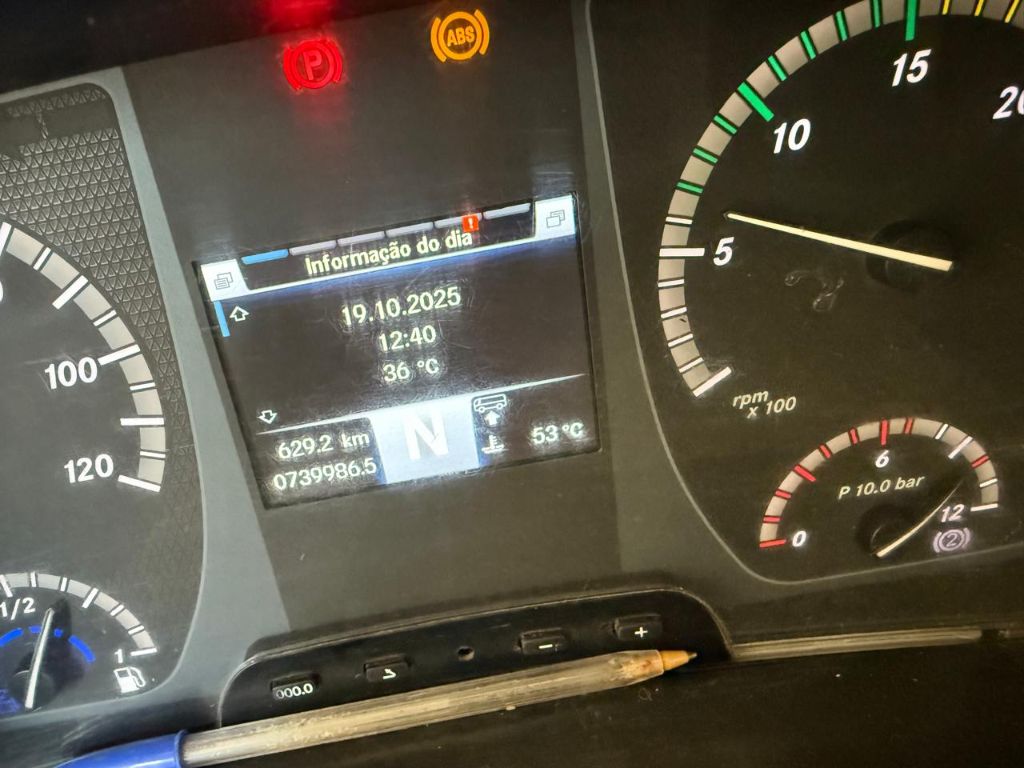 P
ABS
Informação do dia
19.10.2025
12:40
36 °C
629.2 km
0739986.5
N
53 °C
100
120
1/2
1
5
10
15
rpm
x 100
0
6
12
P 10.0 bar
2
000.0
-
+